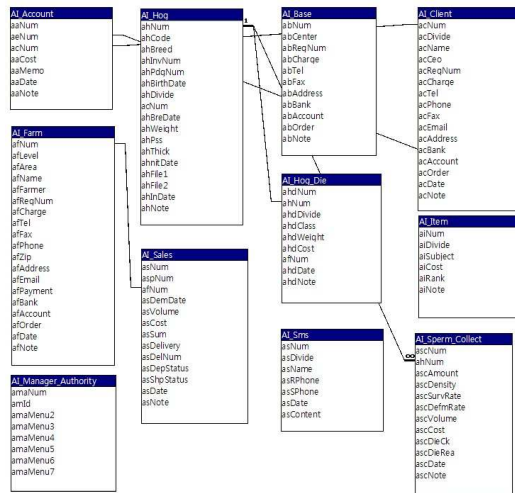 AI_Account
aaNum
aeNum
acNum
aaCost
aaMemo
aaDate
aaNote
AI_Hog
ahNum
ahCode
ahBreed
ahInvNum
ahPdqNum
ahBirthDate
ahDivide
acNum
ahBreDate
ahWeight
ahPss
ahThick
ahnitDate
ahFile1
ahFile2
ahInDate
ahNote
1
AI_Base
abNum
abCenter
abReqNum
abCharge
abTel
abFax
abAddress
abBank
abAccount
abOrder
abNote
AI_Client
acNum
acDivide
acName
acCeo
acReqNum
acCharge
acTel
acPhone
acFax
acEmail
acAddress
acBank
acAccount
acOrder
acDate
acNote
AI_Farm
afNum
afLevel
afArea
afName
afFarmer
afReqNum
afCharge
afTel
afFax
afPhone
afZip
afAddress
afEmail
afPayment
afBank
afAccount
afOrder
afDate
afNote
AI_Hog_Die
ahdNum
ahNum
ahdDivide
ahdClass
ahdWeight
ahdCost
afNum
ahdDate
ahdNote
AI_Item
aiNum
aiDivide
aiSubject
aiCost
aiRank
aiNote
AI_Sales
asNum
aspNum
afNum
asDemDate
asVolume
asCost
asSum
asDelivery
asDelNum
asDepStatus
asShpStatus
asDate
asNote
AI_Sms
asNum
asDivide
asName
asRPhone
asSPhone
asDate
asContent
AI_Sperm_Collect
ascNum
ahNum
ascAmount
ascDensity
ascSurvRate
ascDefmRate
ascVolume
ascCost
ascDieCk
ascDieRea
ascDate
ascNote
∞
AI_Manager_Authority
amaNum
amId
amaMenu2
amaMenu3
amaMenu4
amaMenu5
amaMenu6
amaMenu7